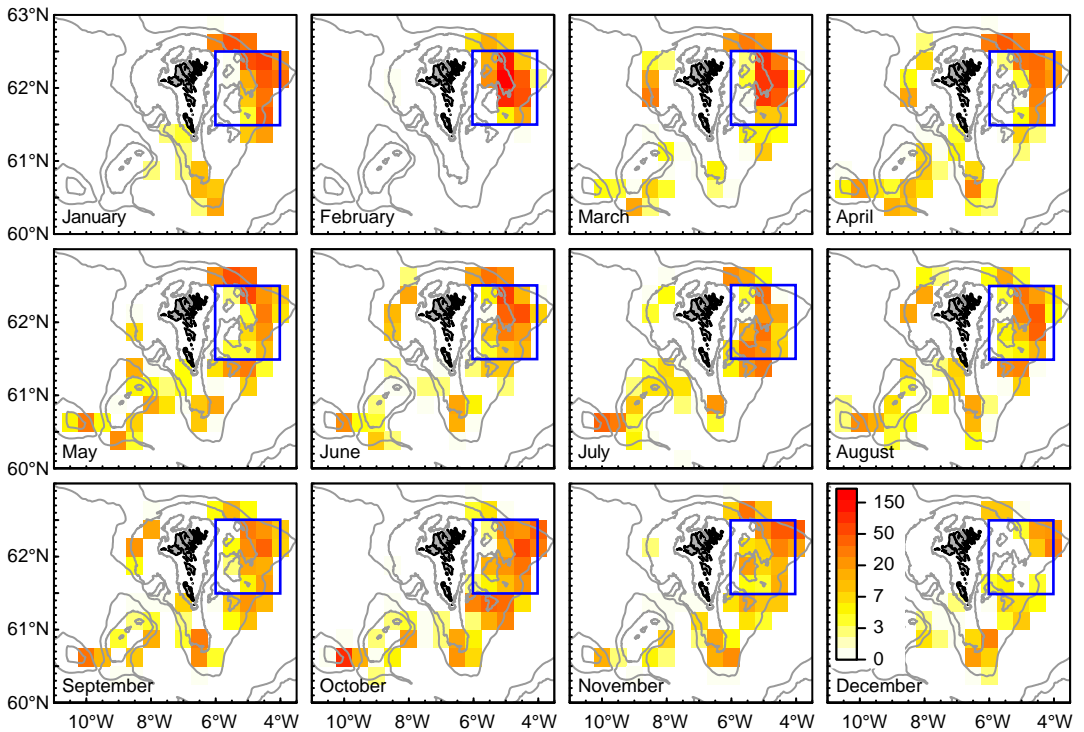 63°N
62°N
61°N
60°N
January
February
March
April
62°N
61°N
60°N
May
June
July
August
62°N
61°N
60°N
September
October
November
December
150
50
20
7
3
0
10°W 8°W 6°W 4°W
10°W 8°W 6°W 4°W
10°W 8°W 6°W 4°W
10°W 8°W 6°W 4°W